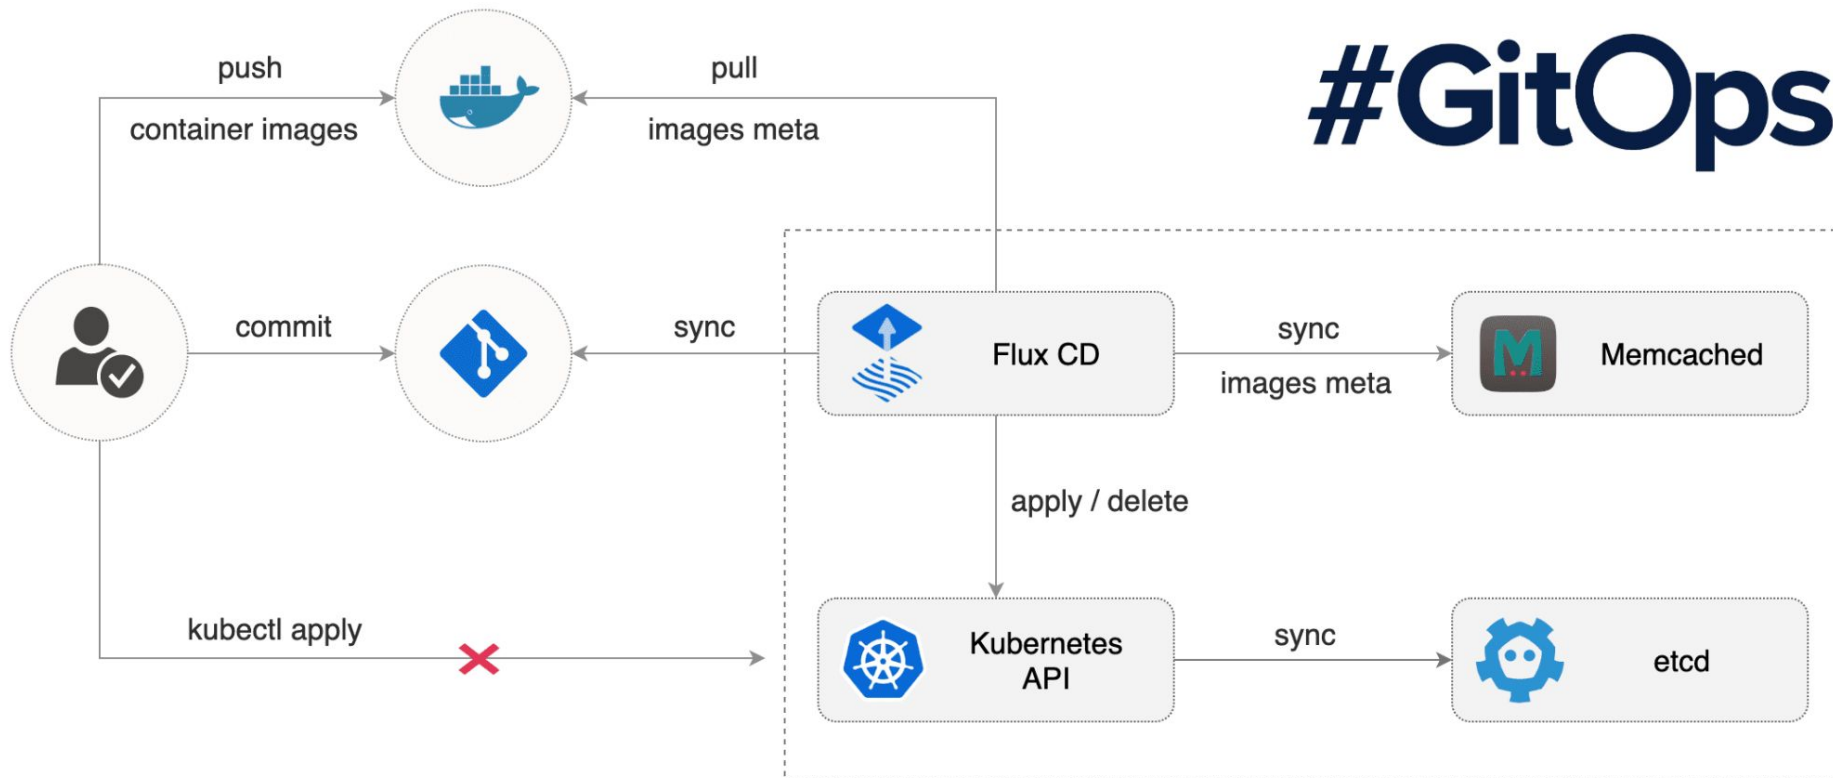 #GitOps
push
container images
pull
images meta
commit
sync
Flux CD
sync
images meta
Memcached
apply / delete
kubectl apply
Kubernetes
API
sync
etcd